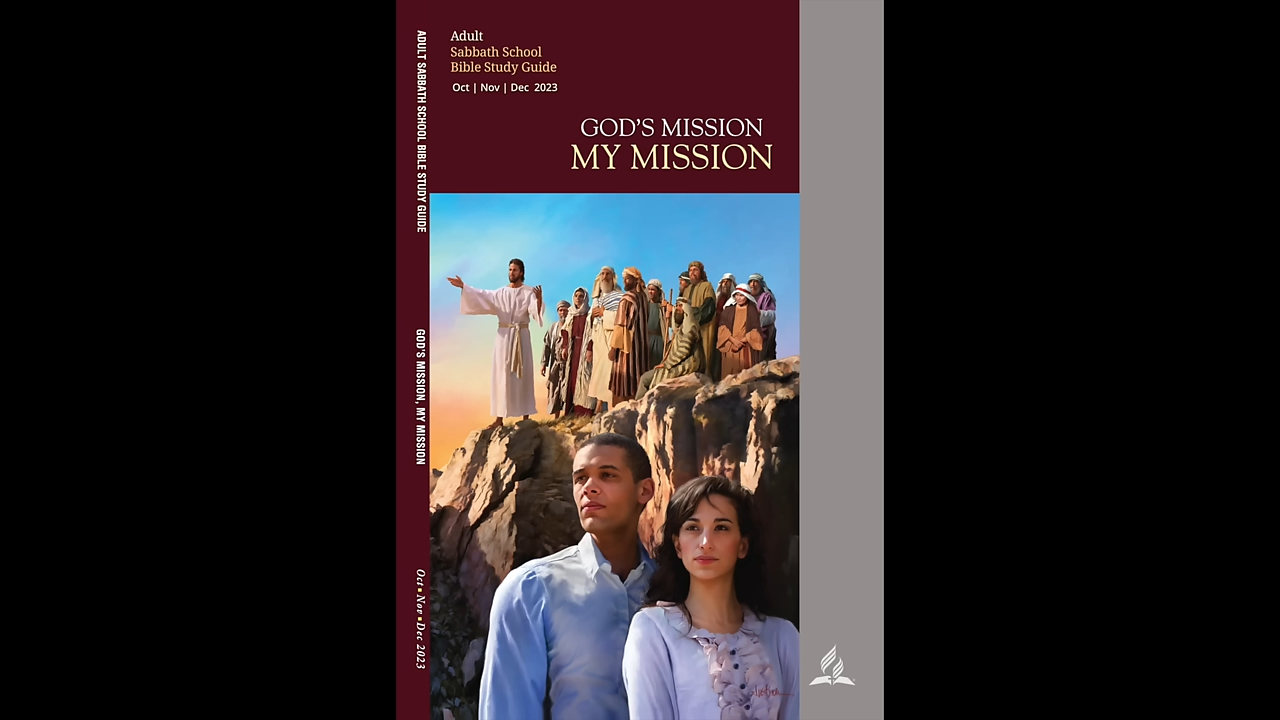 ADULT SABBATH SCHOOL BIBLE STUDY GUIDE
GOD'S MISSION, MY MISSION
Oct ▪ Nov ▪ Dec 2023
Adult
Sabbath School
Bible Study Guide
Oct | Nov | Dec 2023
GOD'S MISSION
MY MISSION